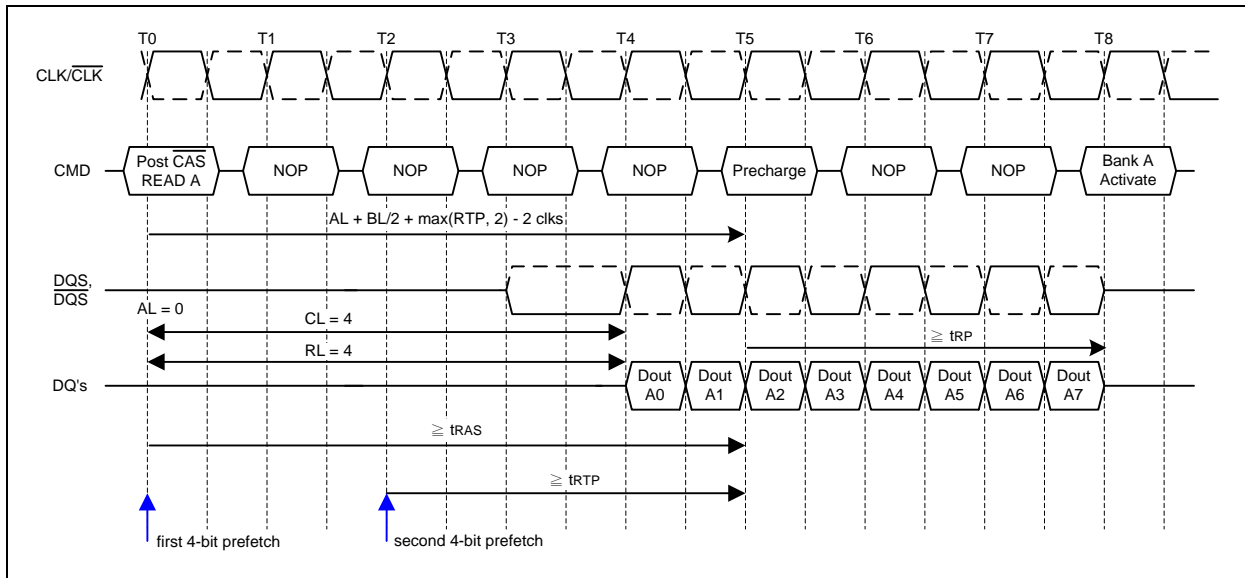 T0 T1 T2 T3 T4 T5 T6 T7 T8
CLK/CLK
CMD
Post CAS
READ A
NOP
NOP
NOP
NOP
Precharge
NOP
NOP
Bank A
Activate
AL + BL/2 + max(RTP, 2) - 2 clks
DQS,
DQS
AL = 0
CL = 4
≧ tRP
RL = 4
DQ's
Dout
A0
Dout
A1
Dout
A2
Dout
A3
Dout
A4
Dout
A5
Dout
A6
Dout
A7
≧ tRAS
≧ tRTP
first 4-bit prefetch
second 4-bit prefetch